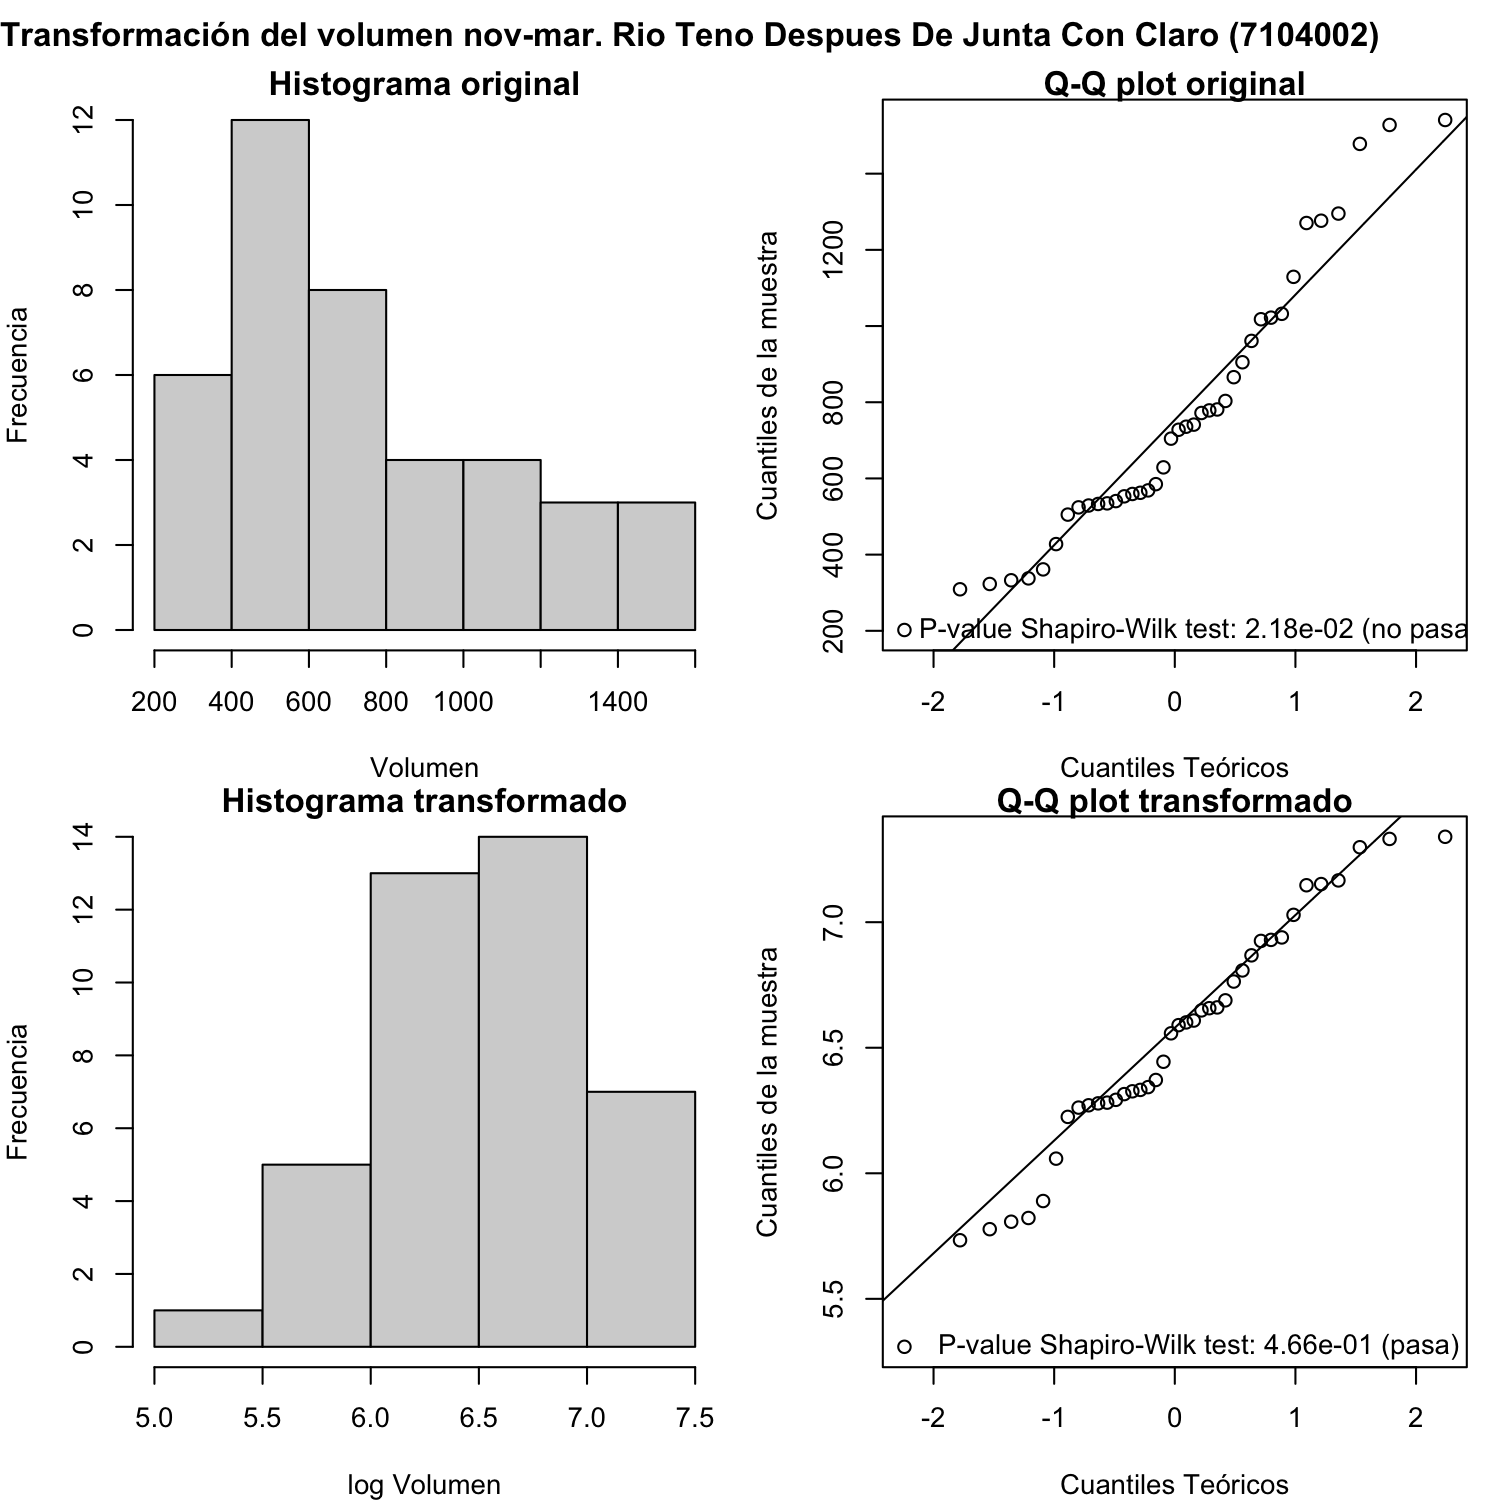 Transformación del volumen nov-mar. Rio Teno Despues De Junta Con Claro (7104002)
Histograma original
Frecuencia
0 2 4 6 8 10 12
200 400 600 800 1000 1400
Volumen
Q-Q plot original
Cuantiles de la muestra
200 400 600 800 1200
P-value Shapiro-Wilk test: 2.18e-02 (no pasa
-2 -1 0 1 2
Cuantiles Teóricos
Histograma transformado
Frecuencia
0 2 4 6 8 10 12 14
5.0 5.5 6.0 6.5 7.0 7.5
log Volumen
Q-Q plot transformado
Cuantiles de la muestra
5.5 6.0 6.5 7.0
P-value Shapiro-Wilk test: 4.66e-01 (pasa)
-2 -1 0 1 2
Cuantiles Teóricos